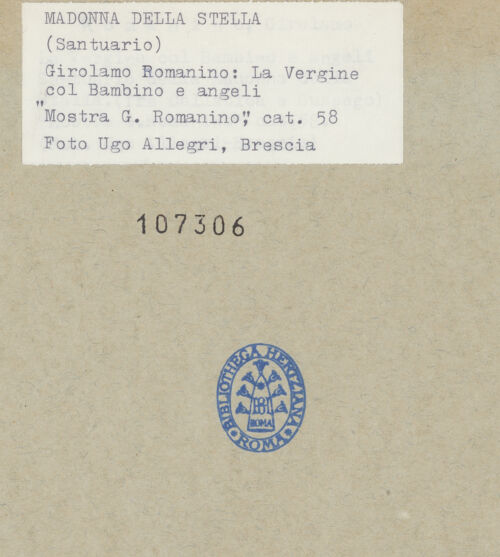 MADONNA DELLA STELLA
(Santuario)
Girolamo Romanino: La Vergine
col Bambino e angeli
"Mostra G. Romanino", cat. 58
Foto Ugo Allegri, Brescia
107306
BIBLIOTHECA HERTZIANA
ROMA
ROMA